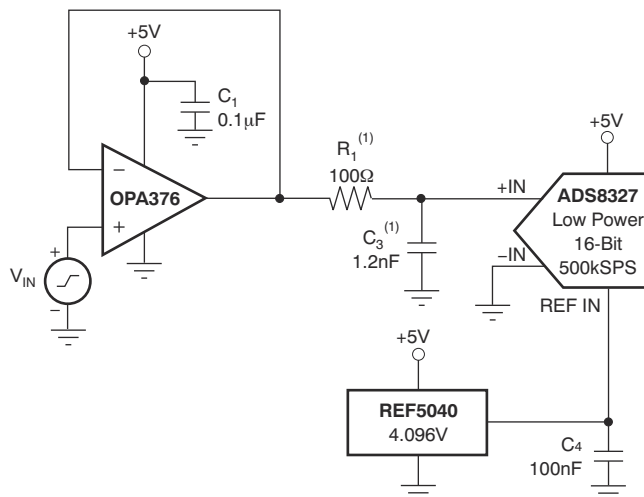 +5V
C1
0.1μF
−
OPA376
+
+
VIN
−
R1(1)
100Ω
C3(1)
1.2nF
+5V
+IN
ADS8327
Low Power
16-Bit
500kSPS
−IN
REF IN
+5V
REF5040
4.096V
C4
100nF